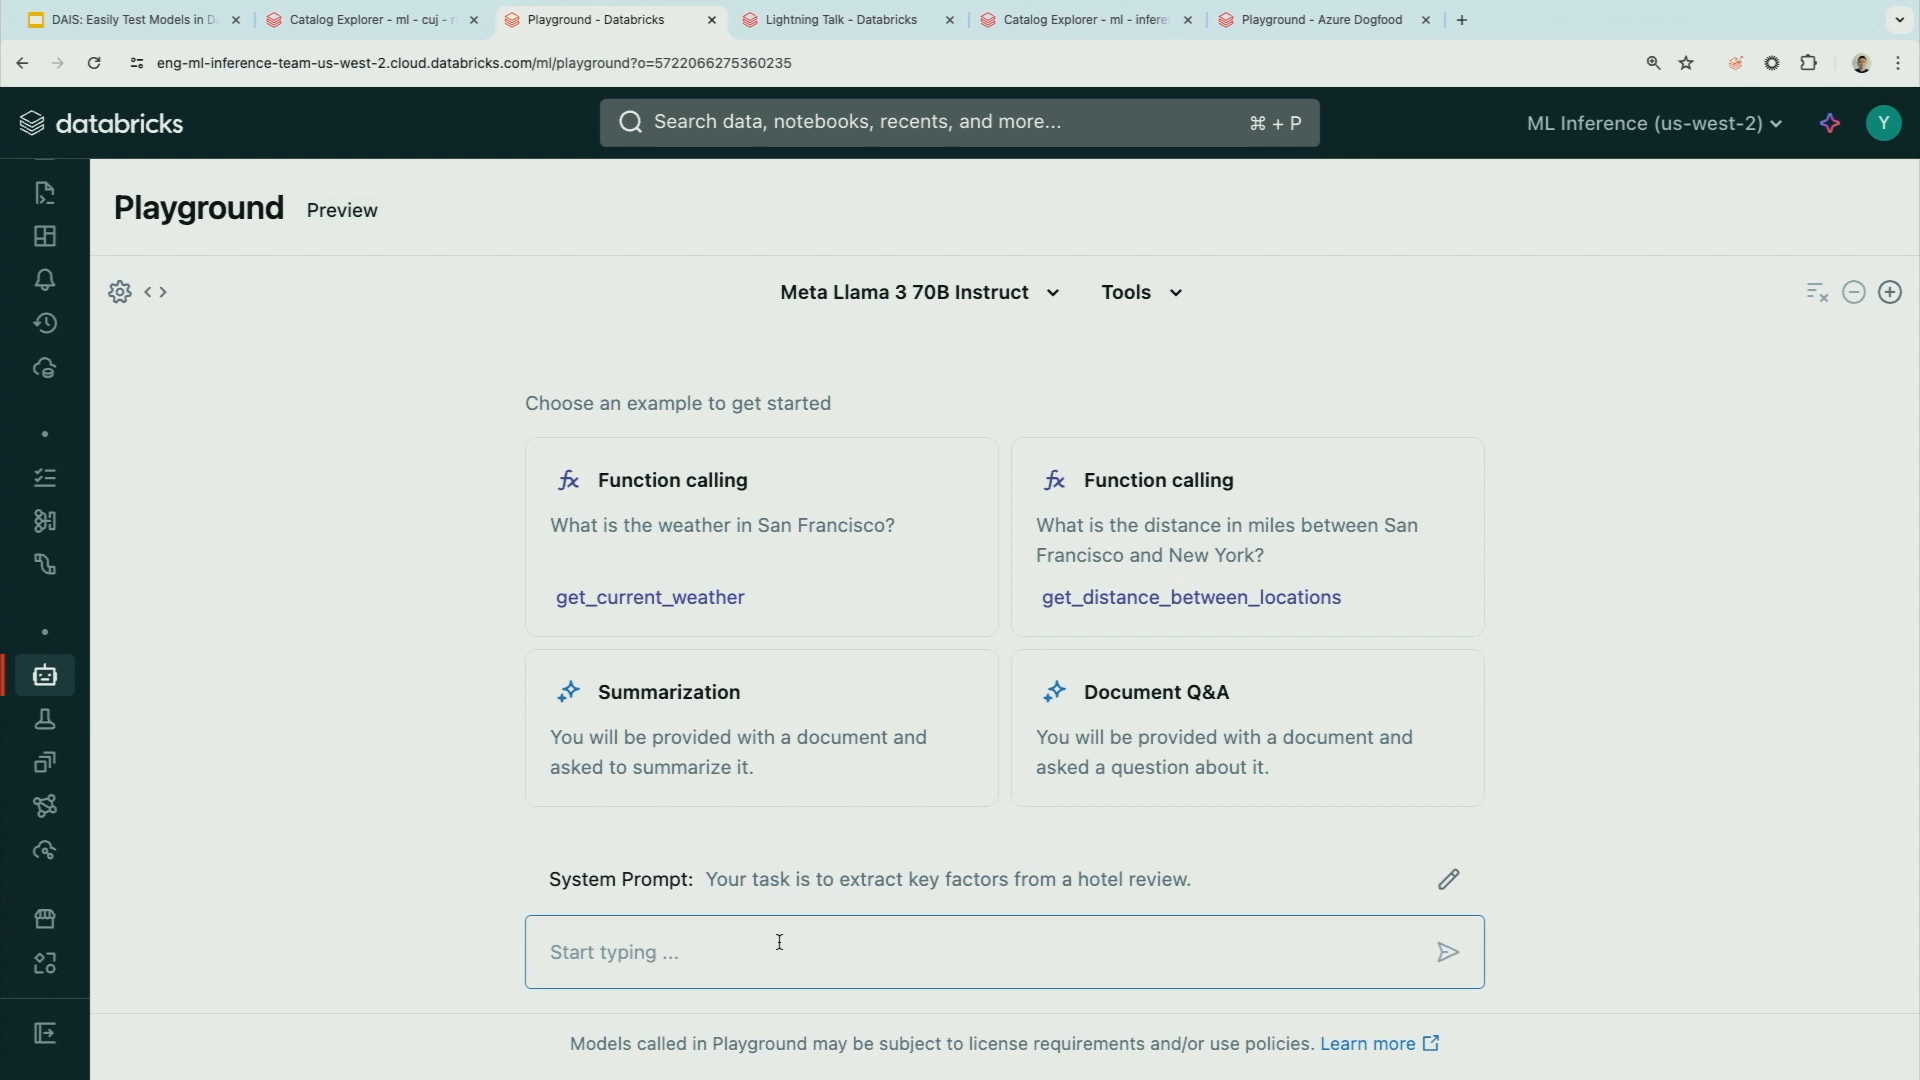 DAIS: Easily Test Models in D
Catalog Explorer - ml - cuj - r
Playground - Databricks
Lightning Talk - Databricks
Catalog Explorer - ml - infere
Playground - Azure Dogfood
eng-ml-inference-team-us-west-2.cloud.databricks.com/ml/playground?o=5722066275360235
databricks
Search data, notebooks, recents, and more...
⌘ + P
ML Inference (us-west-2)
Y
Playground
Preview
Meta Llama 3 70B Instruct
Tools
Choose an example to get started
fx Function calling
What is the weather in San Francisco?
get_current_weather
fx Function calling
What is the distance in miles between San
Francisco and New York?
get_distance_between_locations
Summarization
You will be provided with a document and
asked to summarize it.
Document Q&A
You will be provided with a document and
asked a question about it.
System Prompt: Your task is to extract key factors from a hotel review.
Start typing ...
Models called in Playground may be subject to license requirements and/or use policies. Learn more